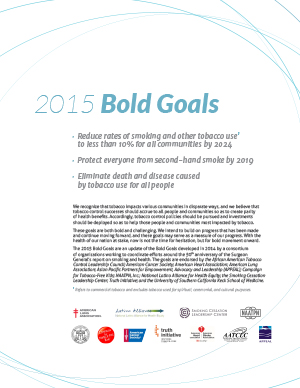 2015 Bold Goals
• Reduce rates of smoking and other tobacco use¹
to less than 10% for all communities by 2024
• Protect everyone from second-hand smoke by 2019
• Eliminate death and disease caused
by tobacco use for all people
We recognize that tobacco impacts various communities in disparate ways, and we believe that
tobacco control successes should accrue to all people and communities so as to create parity
of health benefits. Accordingly, tobacco control policies should be pursued and investments
should be deployed so as to help those people and communities most impacted by tobacco.
These goals are both bold and challenging. We intend to build on progress that has been made
and continue moving forward, and these goals may serve as a measure of our progress. With the
health of our nation at stake, now is not the time for hesitation, but for bold movement onward.
The 2015 Bold Goals are an update of the Bold Goals developed in 2014 by a consortium
of organizations working to coordinate efforts around the 50th anniversary of the Surgeon
General's report on smoking and health. The goals are endorsed by the African American Tobacco
Control Leadership Council; American Cancer Society; American Heart Association; American Lung
Association; Asian Pacific Partners for Empowerment, Advocacy and Leadership (APPEAL); Campaign
for Tobacco-Free Kids; NAATPN, Inc.; National Latino Alliance for Health Equity; the Smoking Cessation
Leadership Center; Truth Initiative; and the University of Southern California Keck School of Medicine.
¹ Refers to commercial tobacco and excludes tobacco used for spiritual, ceremonial, and cultural purposes.
AMERICAN
LUNG
ASSOCIATION
Smoking Cessation
Leadership Center
NAATPN
American
Cancer
Society
truth
initiative
American
Heart
Association
AATCLC
APPEAL